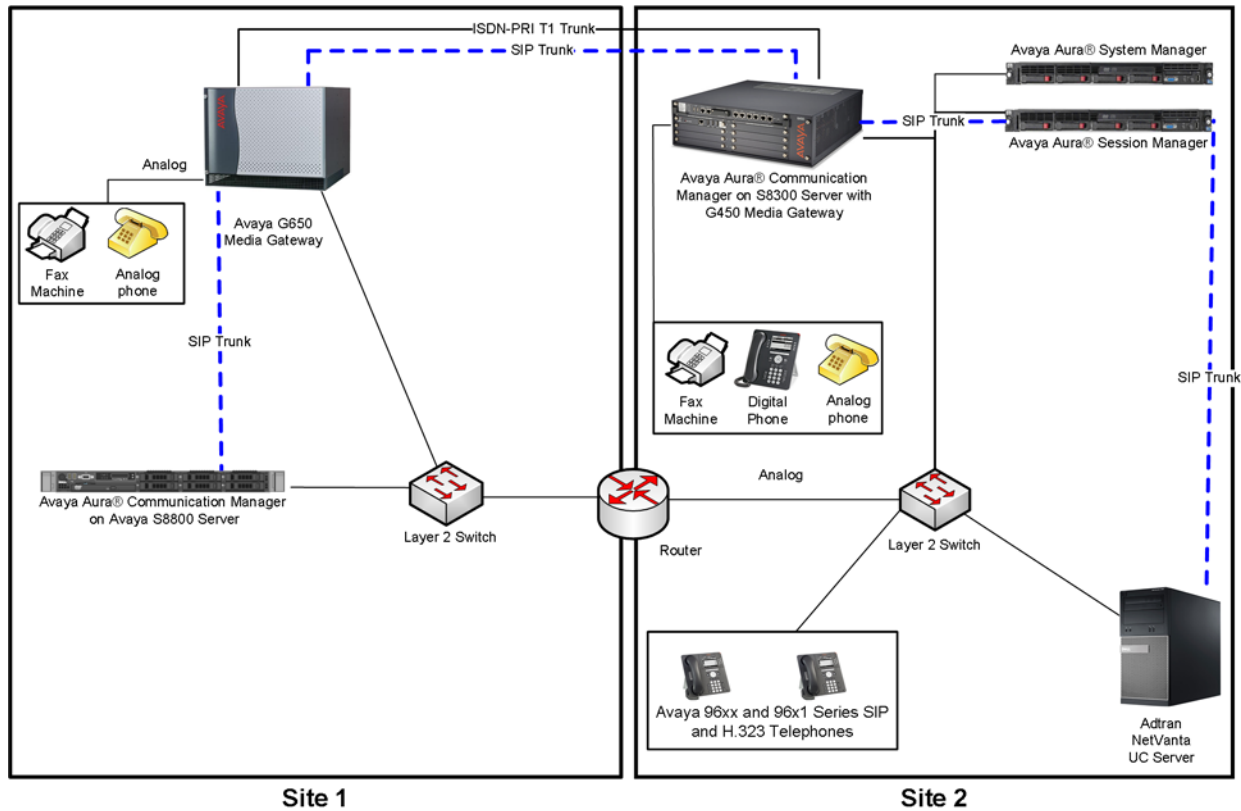 ISDN-PRI T1 Trunk
SIP Trunk
Avaya Aura® System Manager
SIP Trunk
Avaya Aura® Session Manager
AVAYA
AVAYA
Analog
Avaya G650
Media Gateway
Fax
Machine
Analog
phone
Avaya Aura® Communication
Manager on S8300 Server with
G450 Media Gateway
SIP Trunk
SIP Trunk
Fax
Machine
Digital
Phone
Analog
phone
Avaya Aura® Communication Manager
on Avaya S8800 Server
Layer 2 Switch
Router
Analog
Layer 2 Switch
Avaya 96xx and 96x1 Series SIP
and H.323 Telephones
Adtran
NetVanta
UC Server
Site 1
Site 2